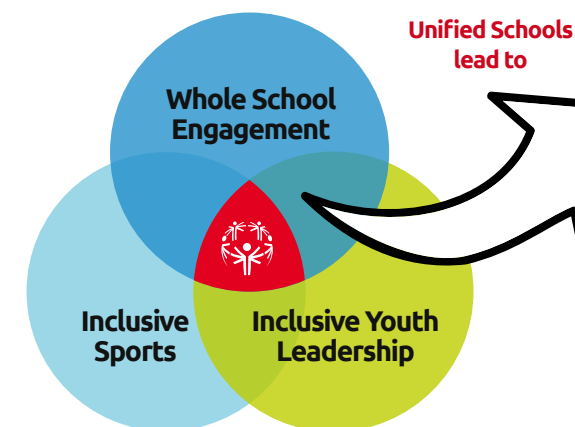 Unified Schools
lead to
Whole School
Engagement
Inclusive
Sports
Inclusive Youth
Leadership